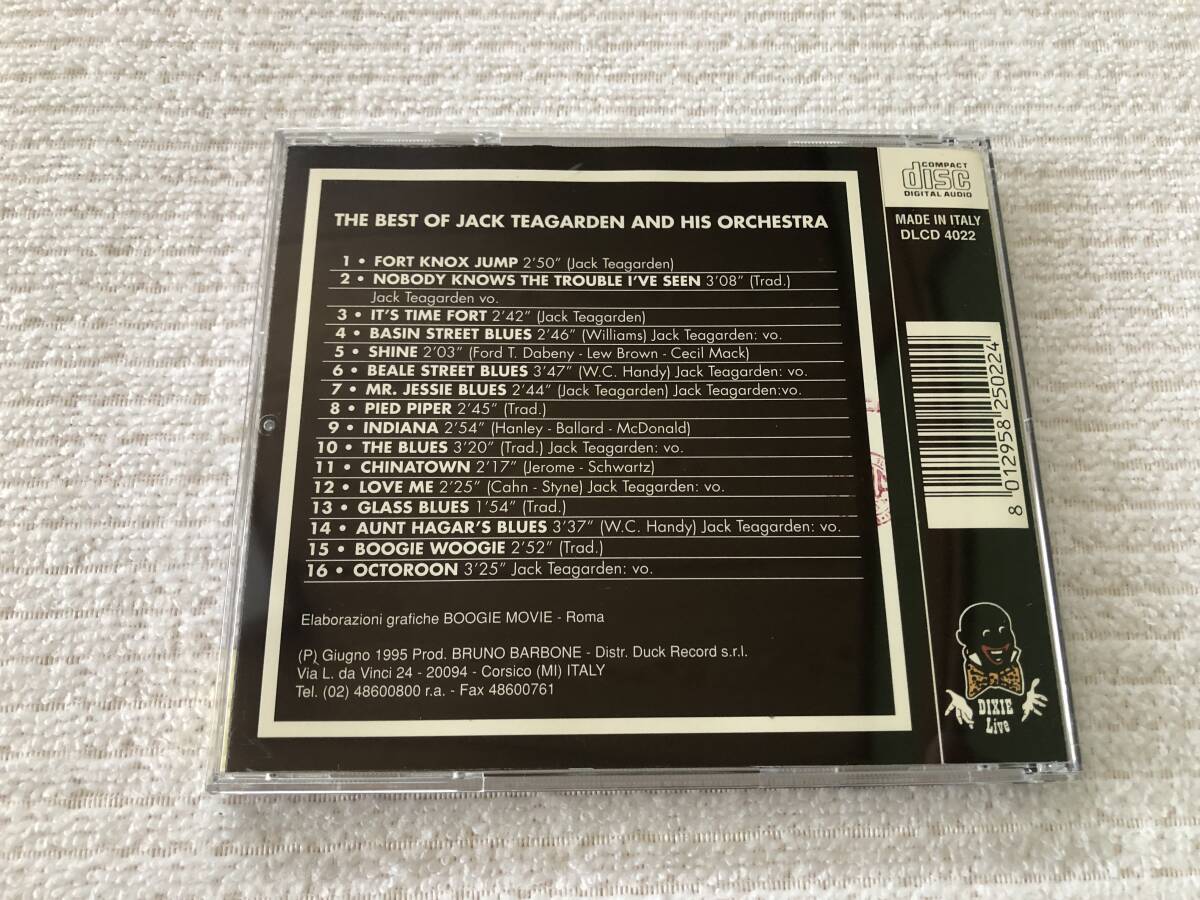 THE BEST OF JACK TEAGARDEN AND HIS ORCHESTRA
1 • FORT KNOX JUMP 2'50" (Jack Teagarden)
2 • NOBODY KNOWS THE TROUBLE I'VE SEEN 3'08" (Trad.)
Jack Teagarden vo.
3 • IT'S TIME FORT 2'42" (Jack Teagarden)
4 • BASIN STREET BLUES 2'46" (Williams) Jack Teagarden: vo.
5 • SHINE 2'03" (Ford T. Dabeny - Lew Brown - Cecil Mack)
6 • BEALE STREET BLUES 3'47" (W.C. Handy) Jack Teagarden: vo.
7 • MR. JESSIE BLUES 2'44" (Jack Teagarden) Jack Teagarden:vo.
8 • PIED PIPER 2'45" (Trad.)
9 • INDIANA 2'54" (Hanley - Ballard - McDonald)
10 • THE BLUES 3'20" (Trad.) Jack Teagarden: vo.
11 • CHINATOWN 2'17" (Jerome - Schwartz)
12 • LOVE ME 2'25" (Cahn - Styne) Jack Teagarden: vo.
13 • GLASS BLUES 1'54" (Trad.)
14 • AUNT HAGAR'S BLUES 3'37" (W.C. Handy) Jack Teagarden: vo.
15 • BOOGIE WOOGIE 2'52" (Trad.)
16 • OCTOROON 3'25" Jack Teagarden: vo.
Elaborazioni grafiche BOOGIE MOVIE - Roma
(P) Giugno 1995 Prod. BRUNO BARBONE - Distr. Duck Record s.r.l.
Via L. da Vinci 24 - 20094 - Corsico (MI) ITALY
Tel. (02) 48600800 r.a. - Fax 48600761
COMPACT
disc
DIGITAL AUDIO
MADE IN ITALY
DLCD 4022
8 012958 250224
DIXIE
Live